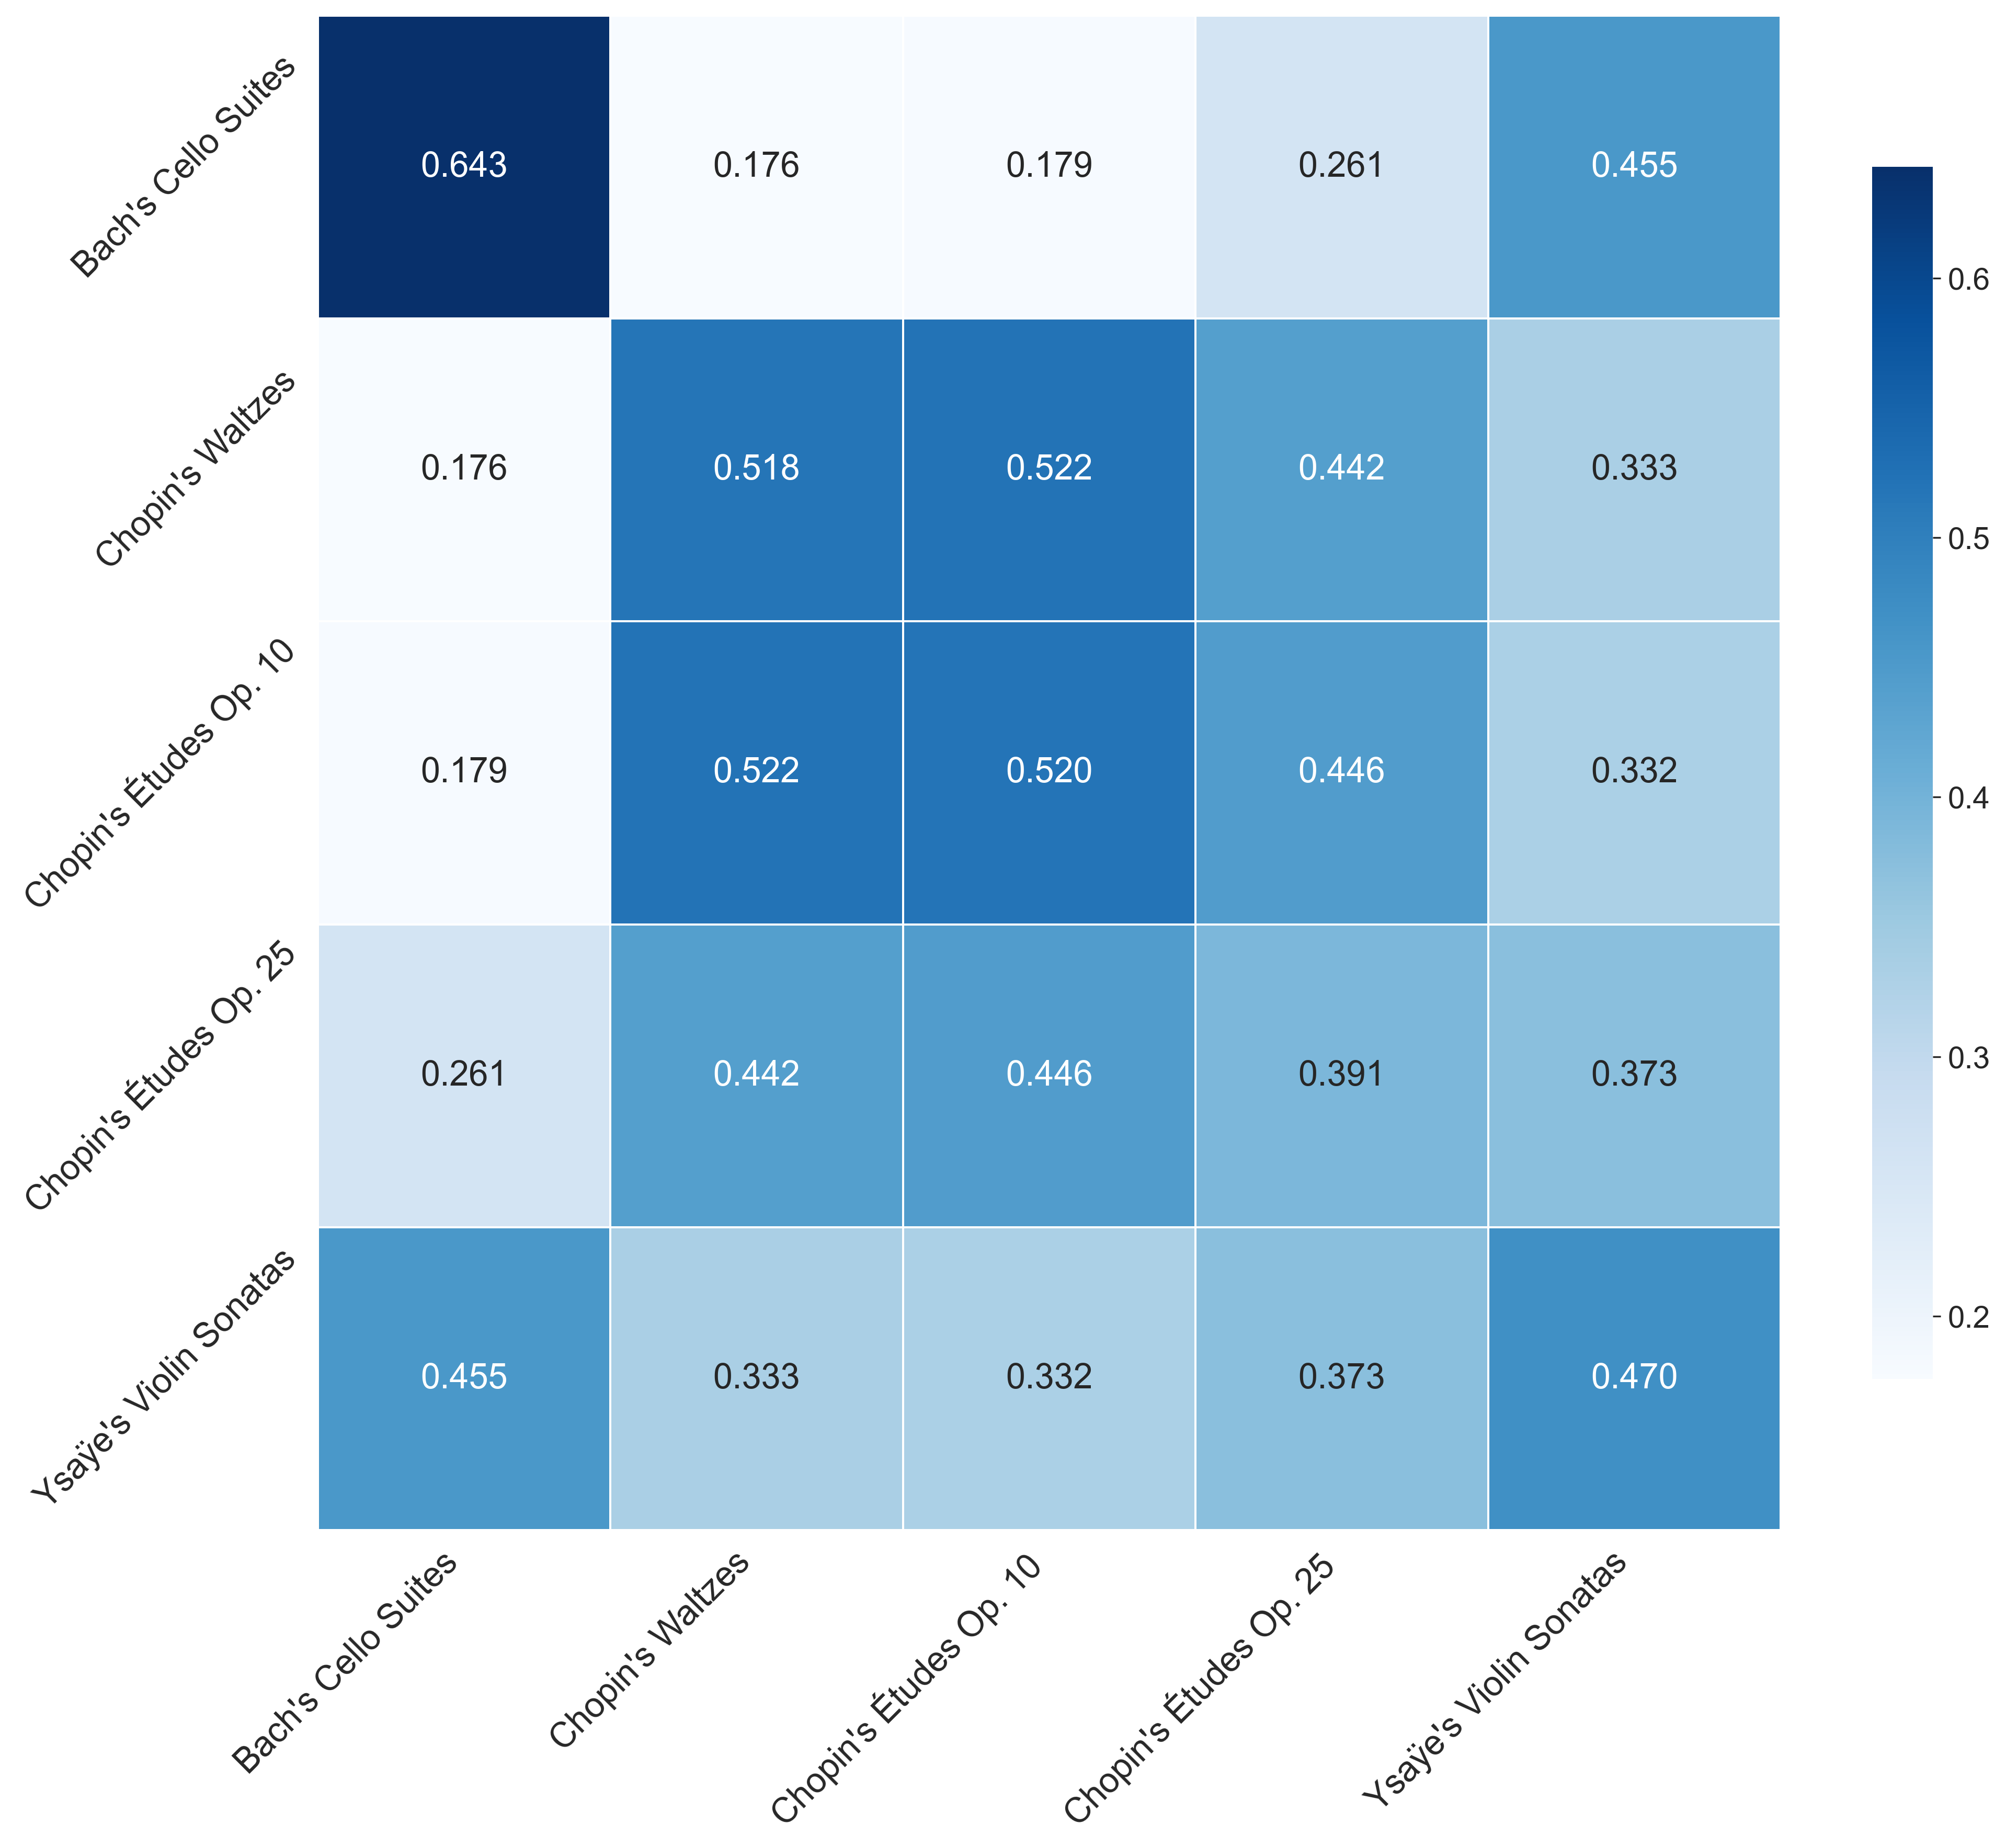 Bach's Cello Suites
0.643 0.176 0.179 0.261 0.455
Chopin's Waltzes
0.176 0.518 0.522 0.442 0.333
Chopin's Études Op. 10
0.179 0.522 0.520 0.446 0.332
Chopin's Études Op. 25
0.261 0.442 0.446 0.391 0.373
Ysaÿe's Violin Sonatas
0.455 0.333 0.332 0.373 0.470
Bach's Cello Suites
Chopin's Waltzes
Chopin's Études Op. 10
Chopin's Études Op. 25
Ysaÿe's Violin Sonatas
0.6
0.5
0.4
0.3
0.2